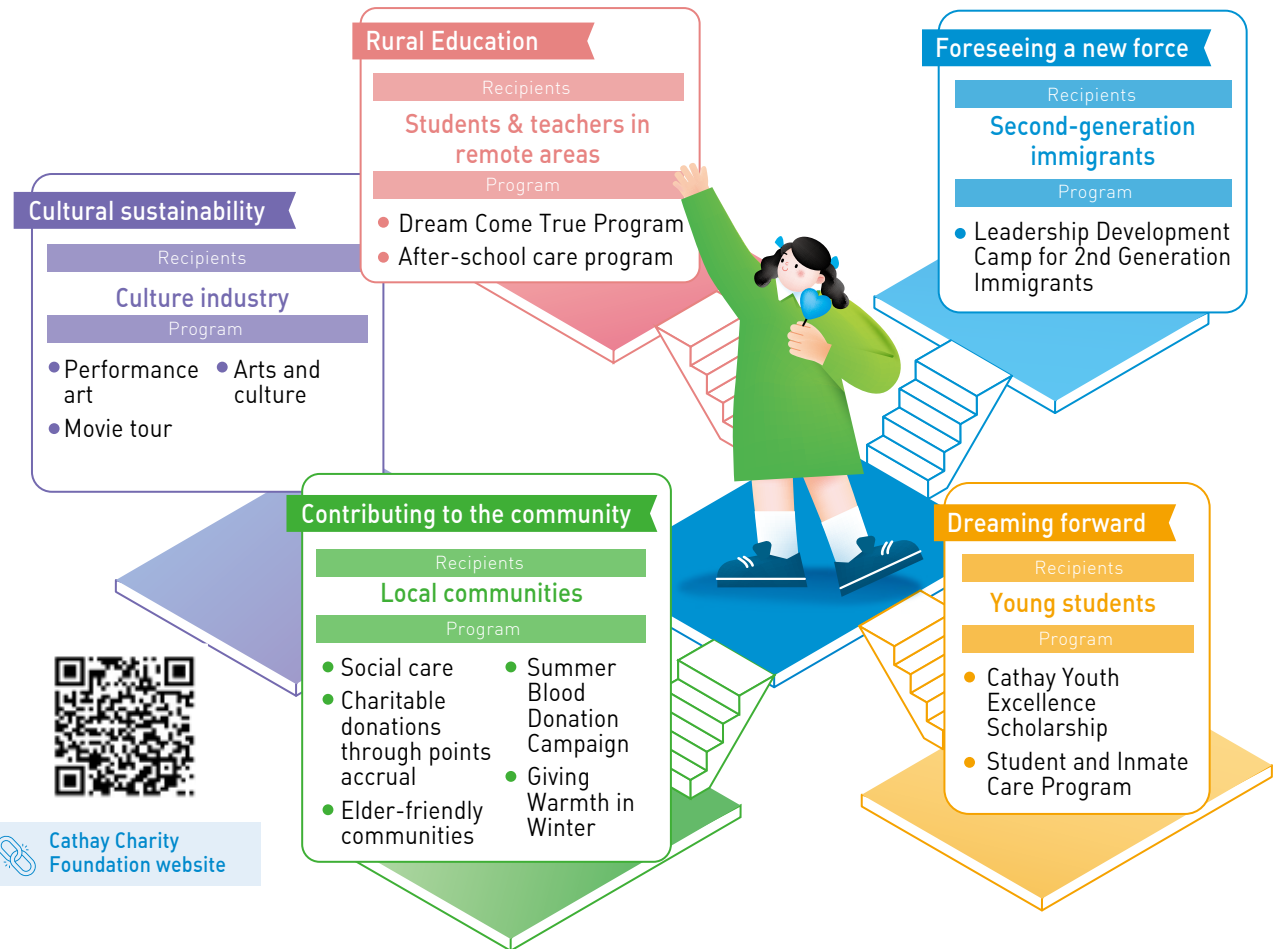 Rural Education
Recipients
Students & teachers in
remote areas
Program
Dream Come True Program
After-school care program
Foreseeing a new force
Recipients
Second-generation
immigrants
Program
Leadership Development
Camp for 2nd Generation
Immigrants
Cultural sustainability
Recipients
Culture industry
Program
Performance
art
Movie tour
Arts and
culture
Contributing to the community
Recipients
Local communities
Program
Social care
Charitable
donations
through points
accrual
Elder-friendly
communities
Summer
Blood
Donation
Campaign
Giving
Warmth in
Winter
Dreaming forward
Recipients
Young students
Program
Cathay Youth
Excellence
Scholarship
Student and Inmate
Care Program
Cathay Charity
Foundation website